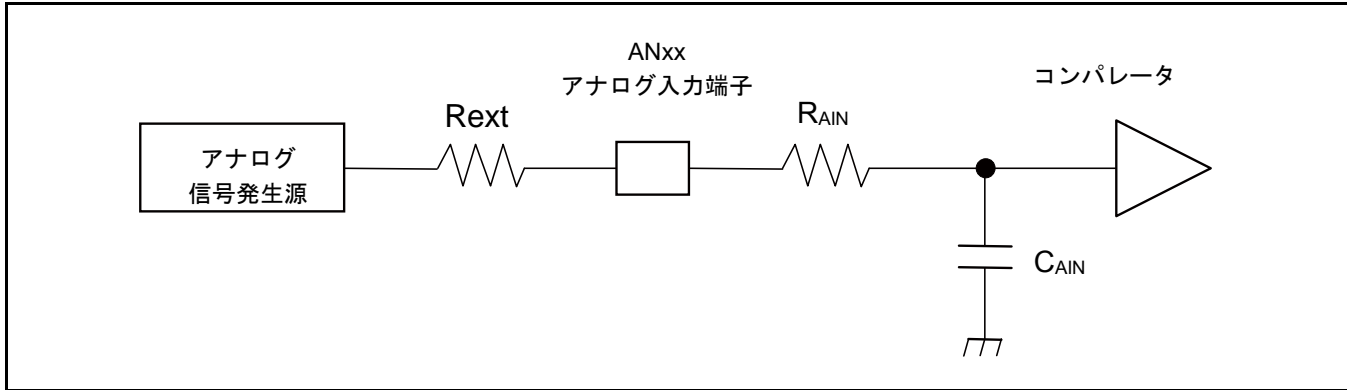 ANxx
アナログ入力端子
コンパレータ
Rext
RAIN
アナログ
信号発生源
CAIN